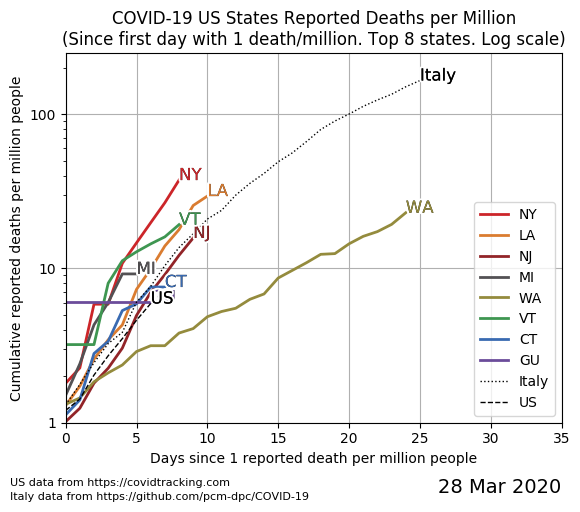 COVID-19 US States Reported Deaths per Million
(Since first day with 1 death/million. Top 8 states. Log scale)
Cumulative reported deaths per million people
100
10
1
Italy
NY
LA
WA
VT
NJ
MI
CT
US
NY
LA
NJ
MI
WA
VT
CT
GU
Italy
US
0 5 10 15 20 25 30 35
Days since 1 reported death per million people
US data from https://covidtracking.com
Italy data from https://github.com/pcm-dpc/COVID-19
28 Mar 2020